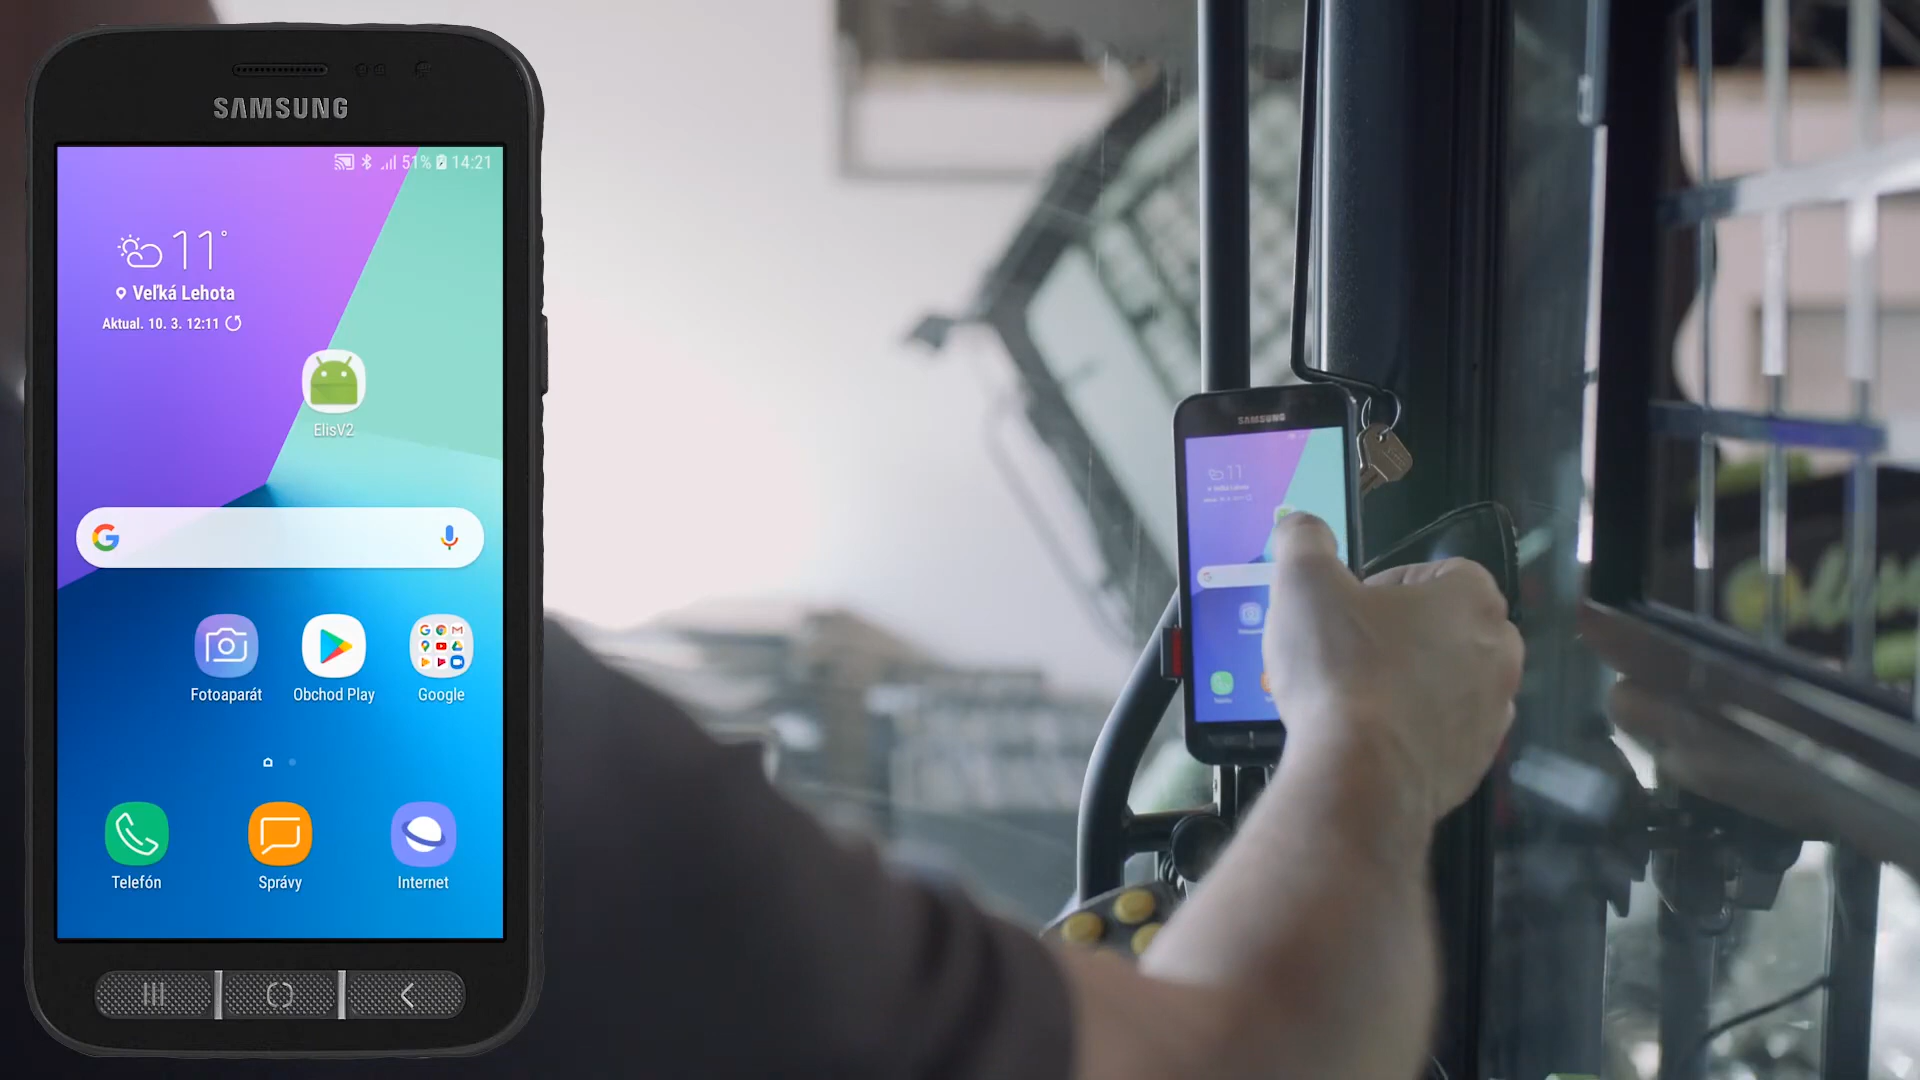 SAMSUNG
51% 14:21
11°
Veľká Lehota
Aktual. 10. 3. 12:11
ElisV2
Fotoaparát
Obchod Play
Google
Telefón
Správy
Internet
SAMSUNG
11